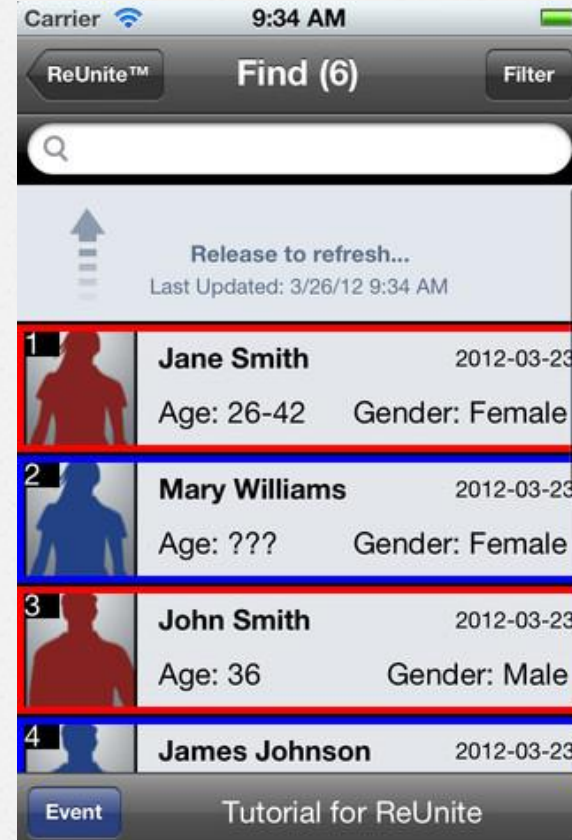 Carrier 9:34 AM
ReUnite™ Find (6) Filter
Release to refresh...
Last Updated: 3/26/12 9:34 AM
1
Jane Smith 2012-03-23
Age: 26-42 Gender: Female
2
Mary Williams 2012-03-23
Age: ??? Gender: Female
3
John Smith 2012-03-23
Age: 36 Gender: Male
4
James Johnson 2012-03-23
Event Tutorial for ReUnite